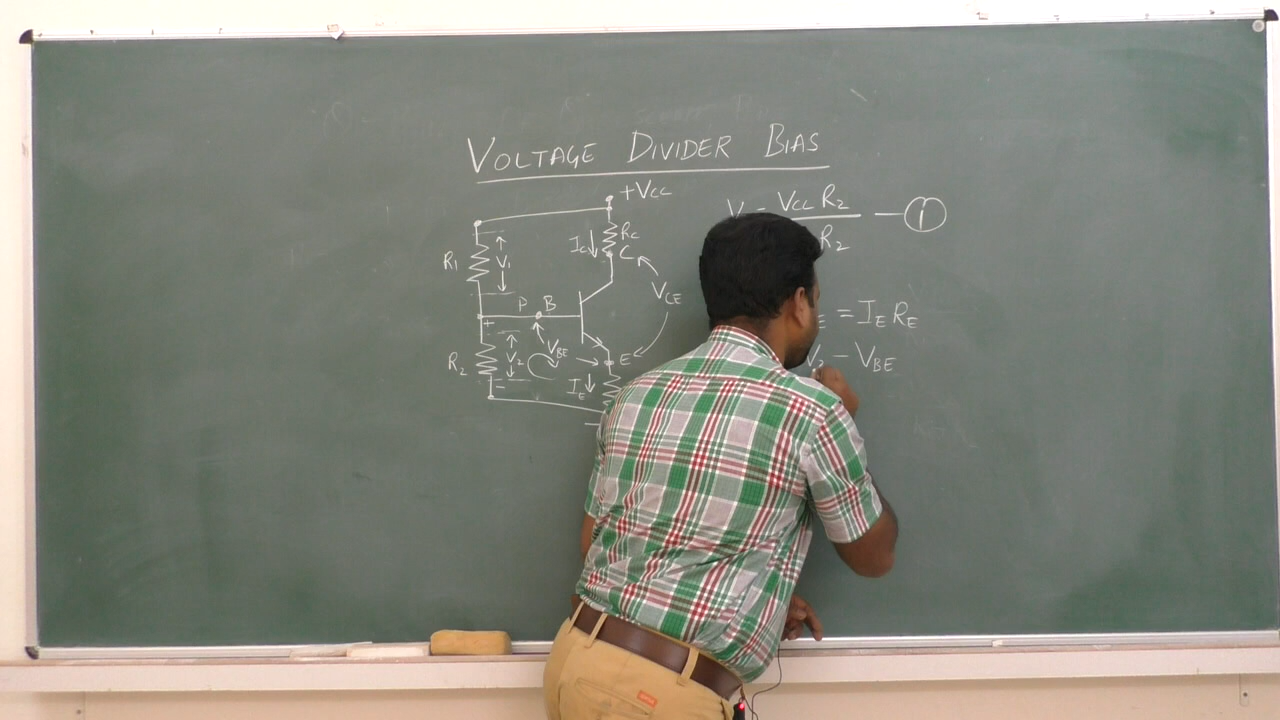 VOLTAGE DIVIDER BIAS
+VCC
RC
IC
C
R1
V1
P B
VCE
+
R2
V2
VBE
E
IE
−
V = VCC R2 — 1
R2
E = IE RE
V2 − VBE